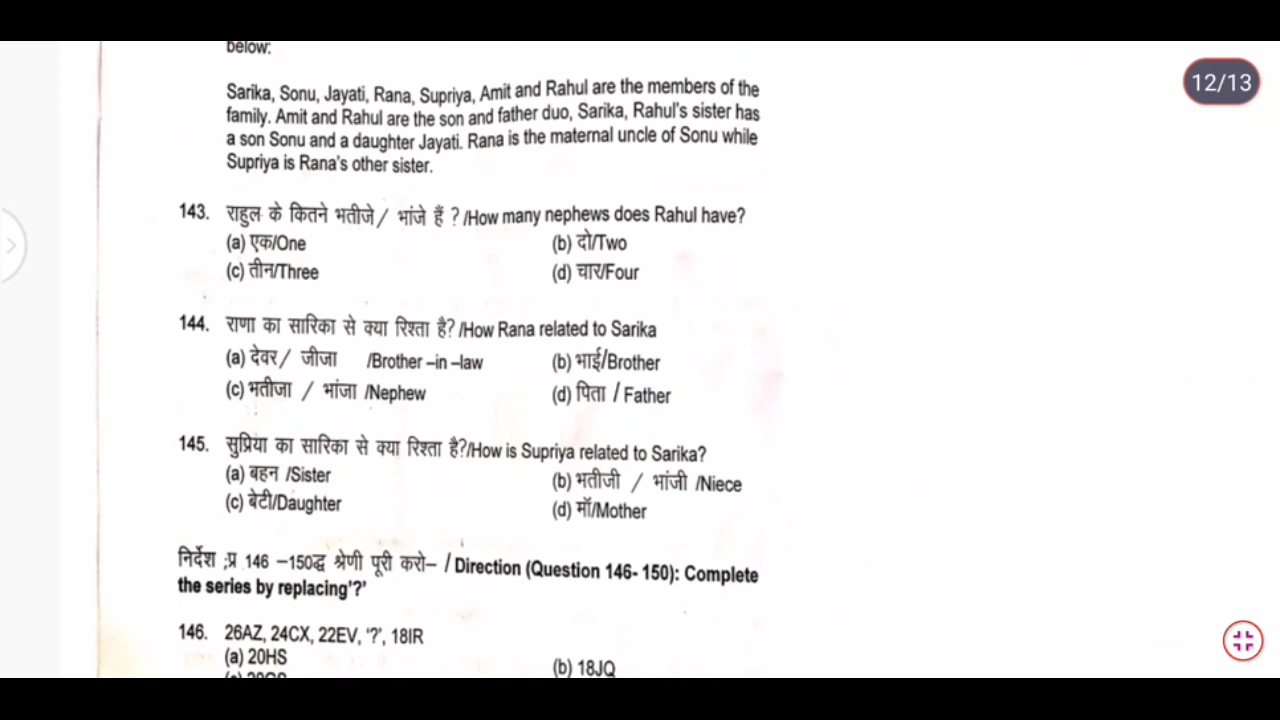 below:
12/13
Sarika, Sonu, Jayati, Rana, Supriya, Amit and Rahul are the members of the
family. Amit and Rahul are the son and father duo, Sarika, Rahul's sister has
a son Sonu and a daughter Jayati. Rana is the maternal uncle of Sonu while
Supriya is Rana's other sister.
143. राहुल के कितने भतीजे/ भांजे हैं ? /How many nephews does Rahul have?
(a) एक/One (b) दो/Two
(c) तीन/Three (d) चार/Four
144. राणा का सारिका से क्या रिश्ता है? /How Rana related to Sarika
(a) देवर/ जीजा /Brother –in –law (b) भाई/Brother
(c) भतीजा / भांजा /Nephew (d) पिता / Father
145. सुप्रिया का सारिका से क्या रिश्ता है?/How is Supriya related to Sarika?
(a) बहन /Sister (b) भतीजी / भांजी /Niece
(c) बेटी/Daughter (d) मॉं/Mother
निर्देश ;प्र 146 –150द्ध श्रेणी पूरी करो– / Direction (Question 146- 150): Complete
the series by replacing'?'
146. 26AZ, 24CX, 22EV, '?', 18IR
(a) 20HS (b) 18JQ